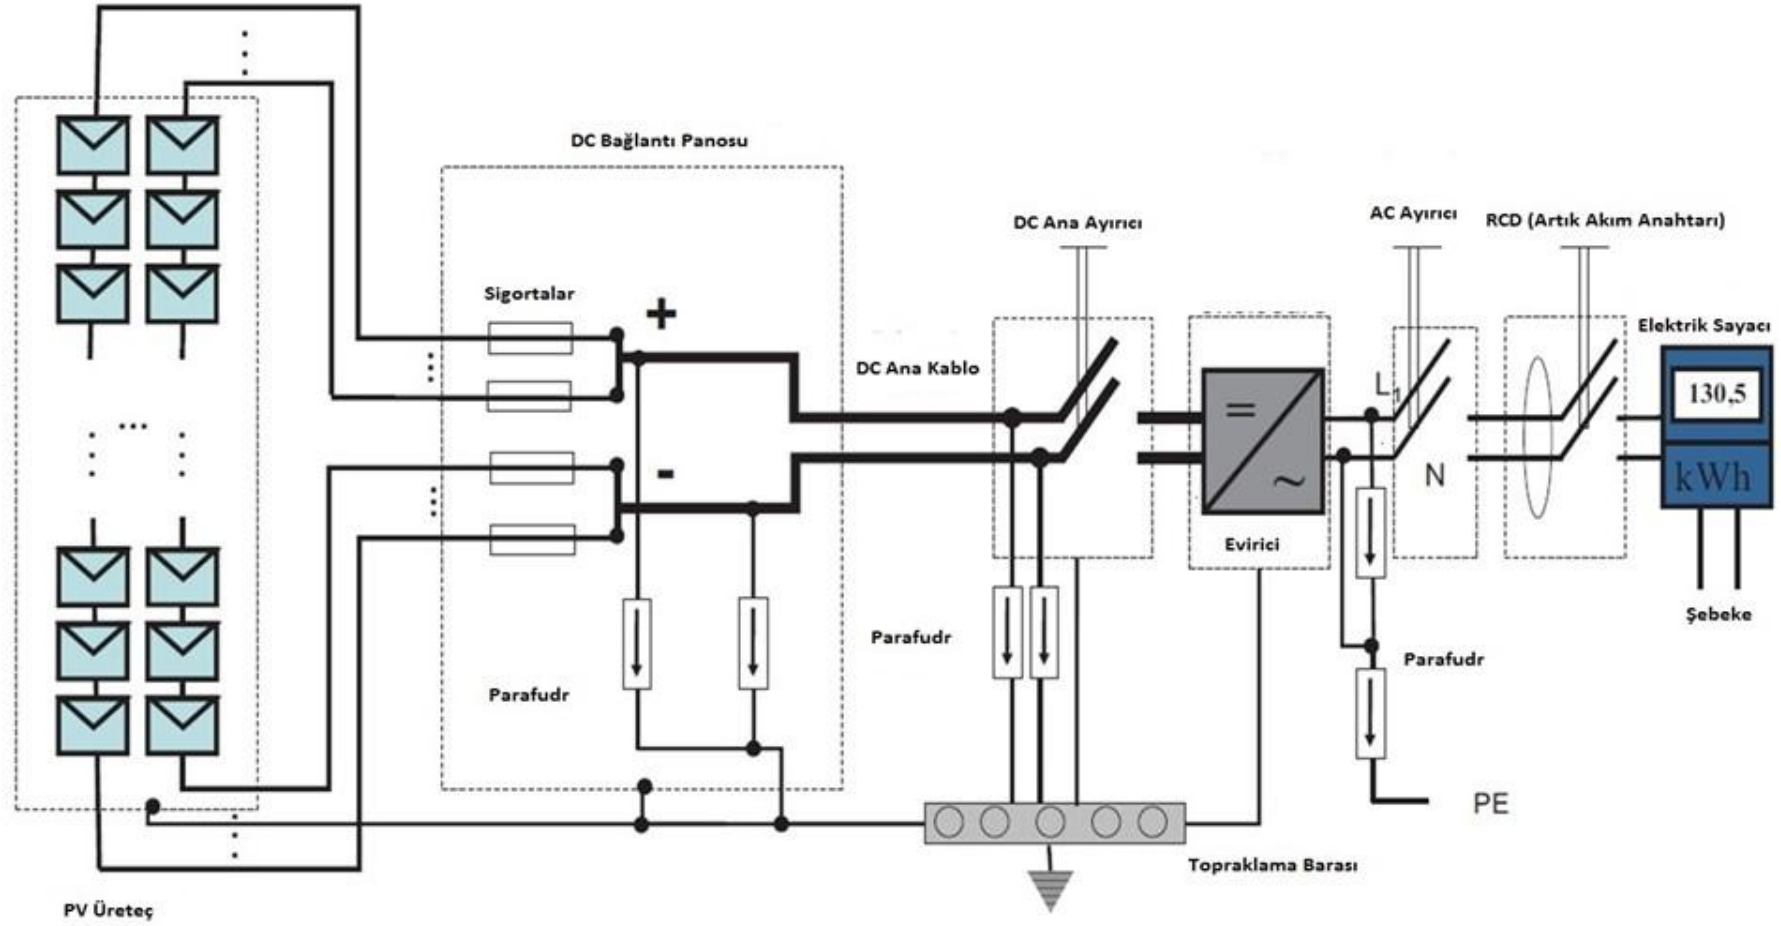 DC Bağlantı Panosu
DC Ana Ayırıcı
AC Ayırıcı
RCD (Artık Akım Anahtarı)
Sigortalar
+
Elektrik Sayacı
DC Ana Kablo
L1
130,5
=
~
-
N
kWh
Evirici
Şebeke
Parafudr
Parafudr
Parafudr
PE
Topraklama Barası
PV Üreteç